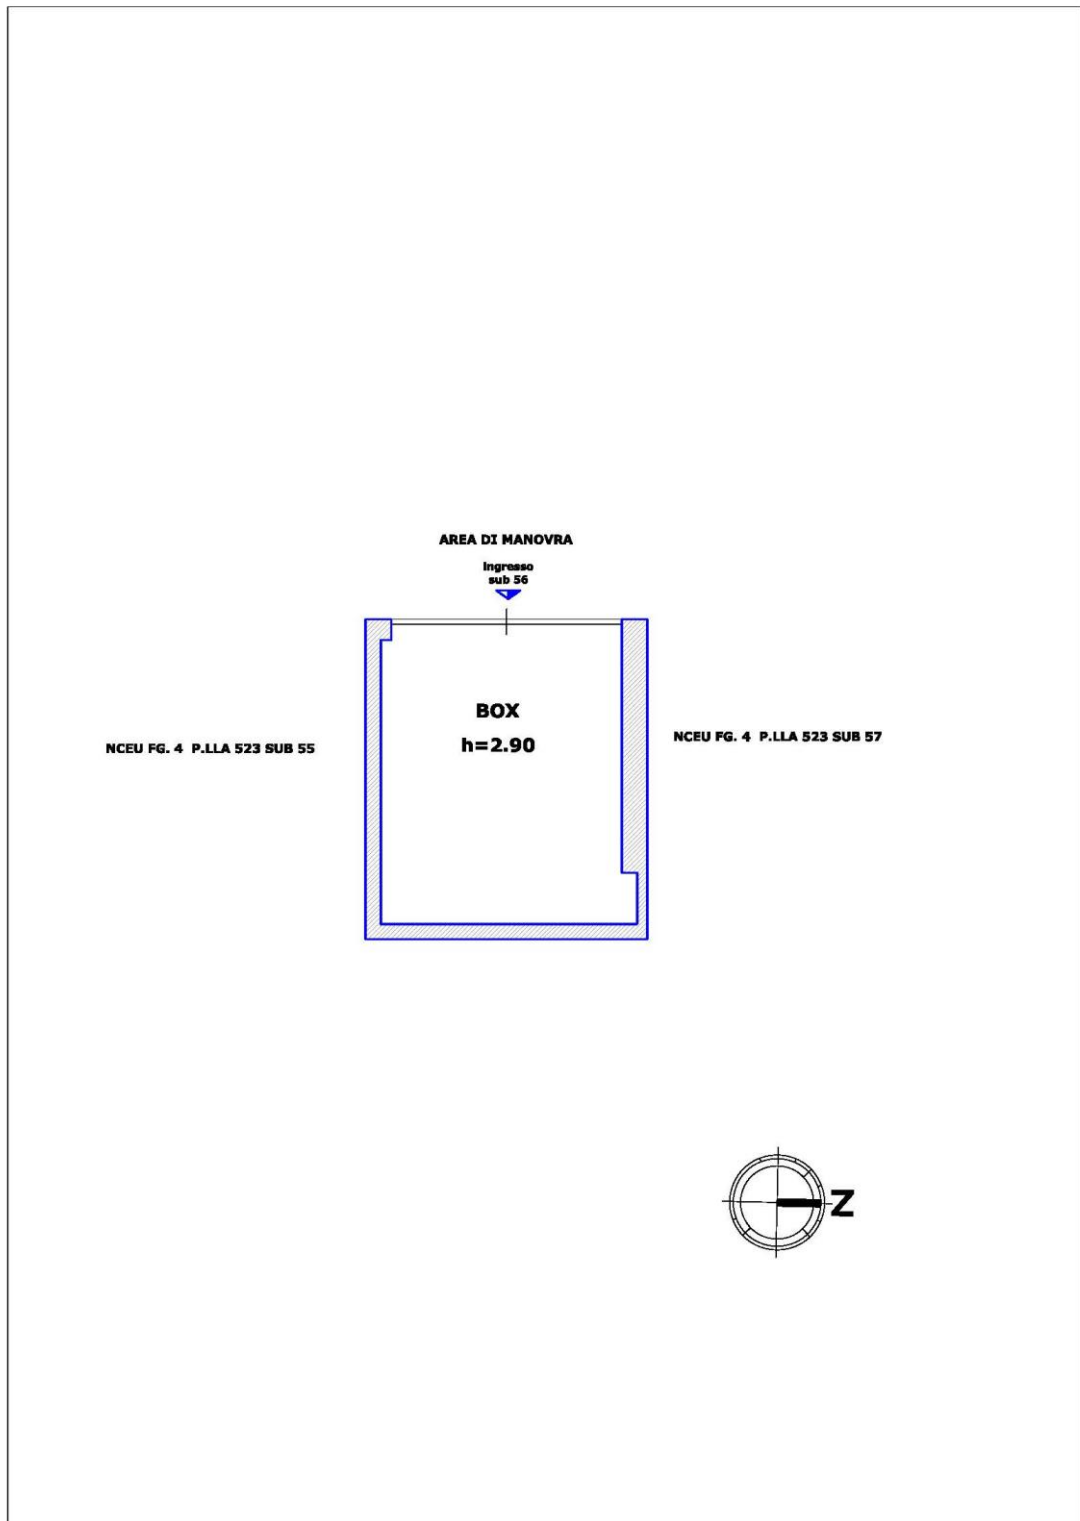 AREA DI MANOVRA
Ingresso
sub 56
BOX
h=2.90
NCEU FG. 4 P.LLA 523 SUB 55
NCEU FG. 4 P.LLA 523 SUB 57
N